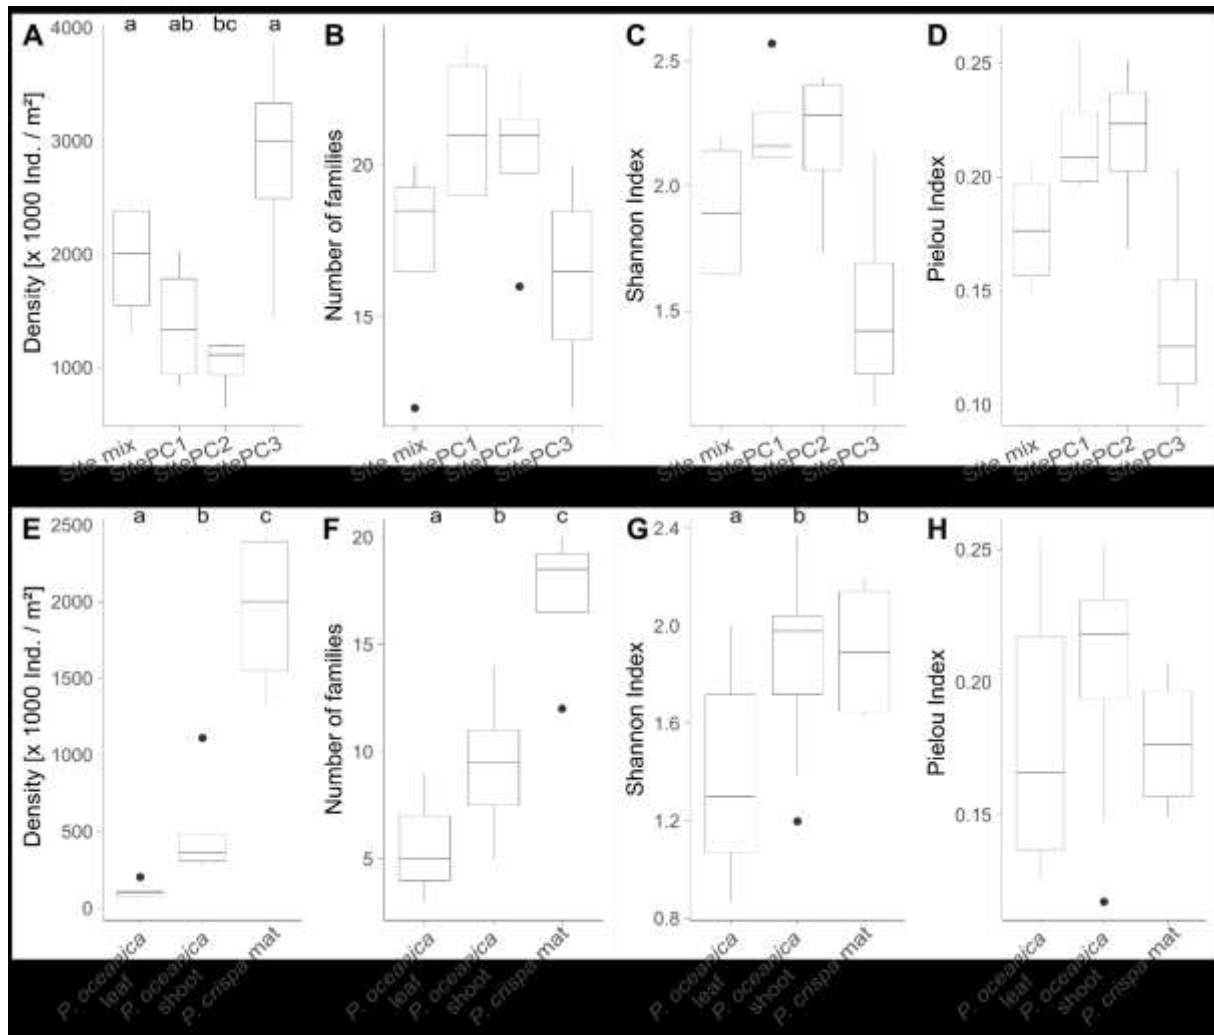 A
a ab bc a
Density [x 1000 Ind. / m²]
4000
3000
2000
1000
Site mix
SitePC1
SitePC2
SitePC3
B
Number of families
20
15
Site mix
SitePC1
SitePC2
SitePC3
C
Shannon Index
2.5
2.0
1.5
Site mix
SitePC1
SitePC2
SitePC3
D
Pielou Index
0.25
0.20
0.15
0.10
Site mix
SitePC1
SitePC2
SitePC3
E
a b c
Density [x 1000 Ind. / m²]
2500
2000
1500
1000
500
0
P. oceanica
leaf
P. oceanica
shoot
P. crispa mat
F
a b c
Number of families
20
15
10
5
P. oceanica
leaf
P. oceanica
shoot
P. crispa mat
G
a b b
Shannon Index
2.4
2.0
1.6
1.2
0.8
P. oceanica
leaf
P. oceanica
shoot
P. crispa mat
H
Pielou Index
0.25
0.20
0.15
P. oceanica
leaf
P. oceanica
shoot
P. crispa mat